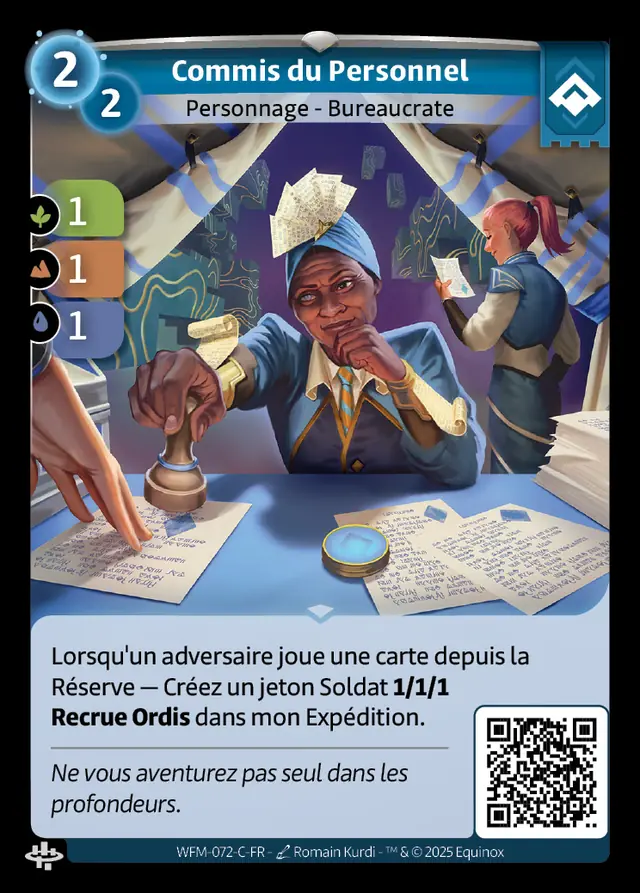 2
2
Commis du Personnel
Personnage - Bureaucrate
1
1
1
Lorsqu'un adversaire joue une carte depuis la
Réserve — Créez un jeton Soldat 1/1/1
Recrue Ordis dans mon Expédition.
Ne vous aventurez pas seul dans les
profondeurs.
WFM-072-C-FR - Romain Kurdi - ™ & © 2025 Equinox